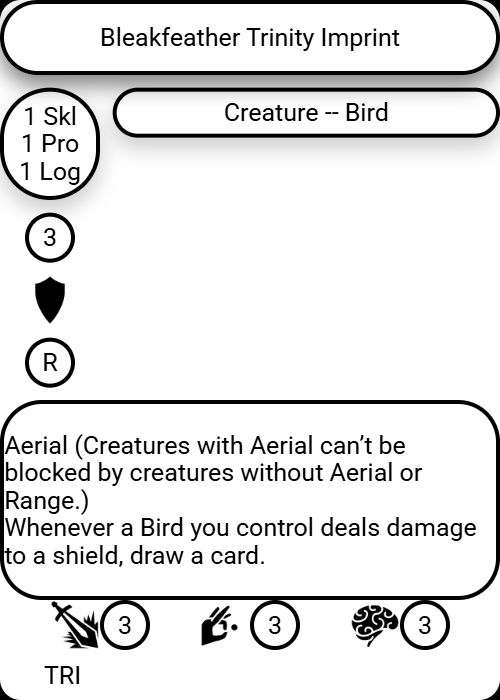 Bleakfeather Trinity Imprint
1 Skl
1 Pro
1 Log
Creature -- Bird
3
R
Aerial (Creatures with Aerial can’t be
blocked by creatures without Aerial or
Range.)
Whenever a Bird you control deals damage
to a shield, draw a card.
3
3
3
TRI